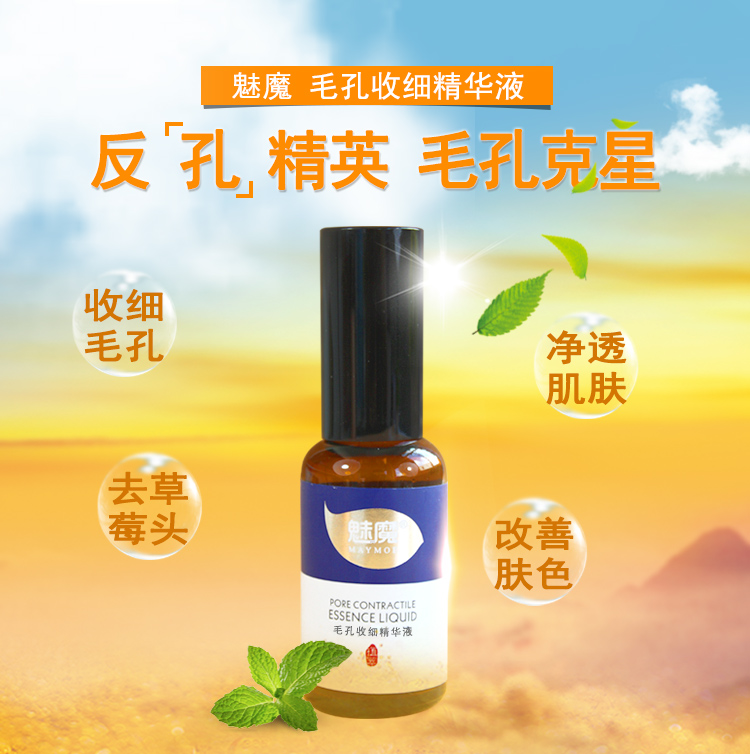 魅魔 毛孔收细精华液
反「孔」精英 毛孔克星
收细
毛孔
净透
肌肤
去草
莓头
改善
肤色
魅魔
PORE CONTRACTILE
ESSENCE LIQUID
毛孔收细精华液